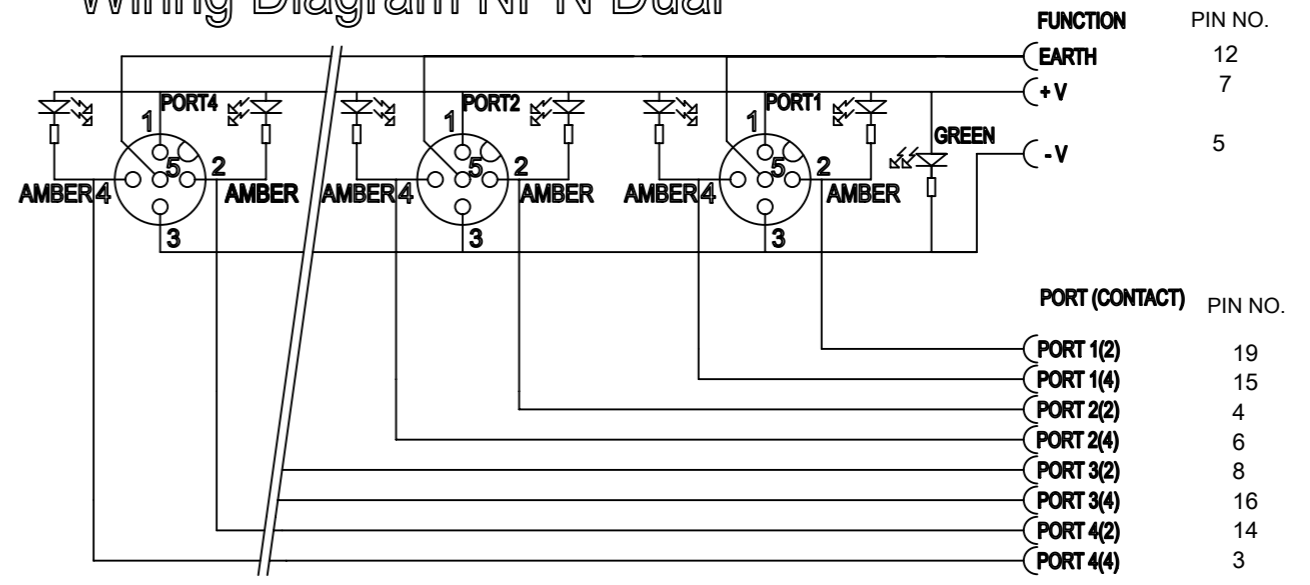 Wiring Diagram NPN Dual
FUNCTION PIN NO.
EARTH 12
+V 7
-V 5
PORT4 PORT2 PORT1
1 1 1
GREEN
5 2 5 2 5 2
AMBER 4 AMBER AMBER 4 AMBER AMBER 4 AMBER
3 3 3
PORT (CONTACT) PIN NO.
PORT 1(2) 19
PORT 1(4) 15
PORT 2(2) 4
PORT 2(4) 6
PORT 3(2) 8
PORT 3(4) 16
PORT 4(2) 14
PORT 4(4) 3